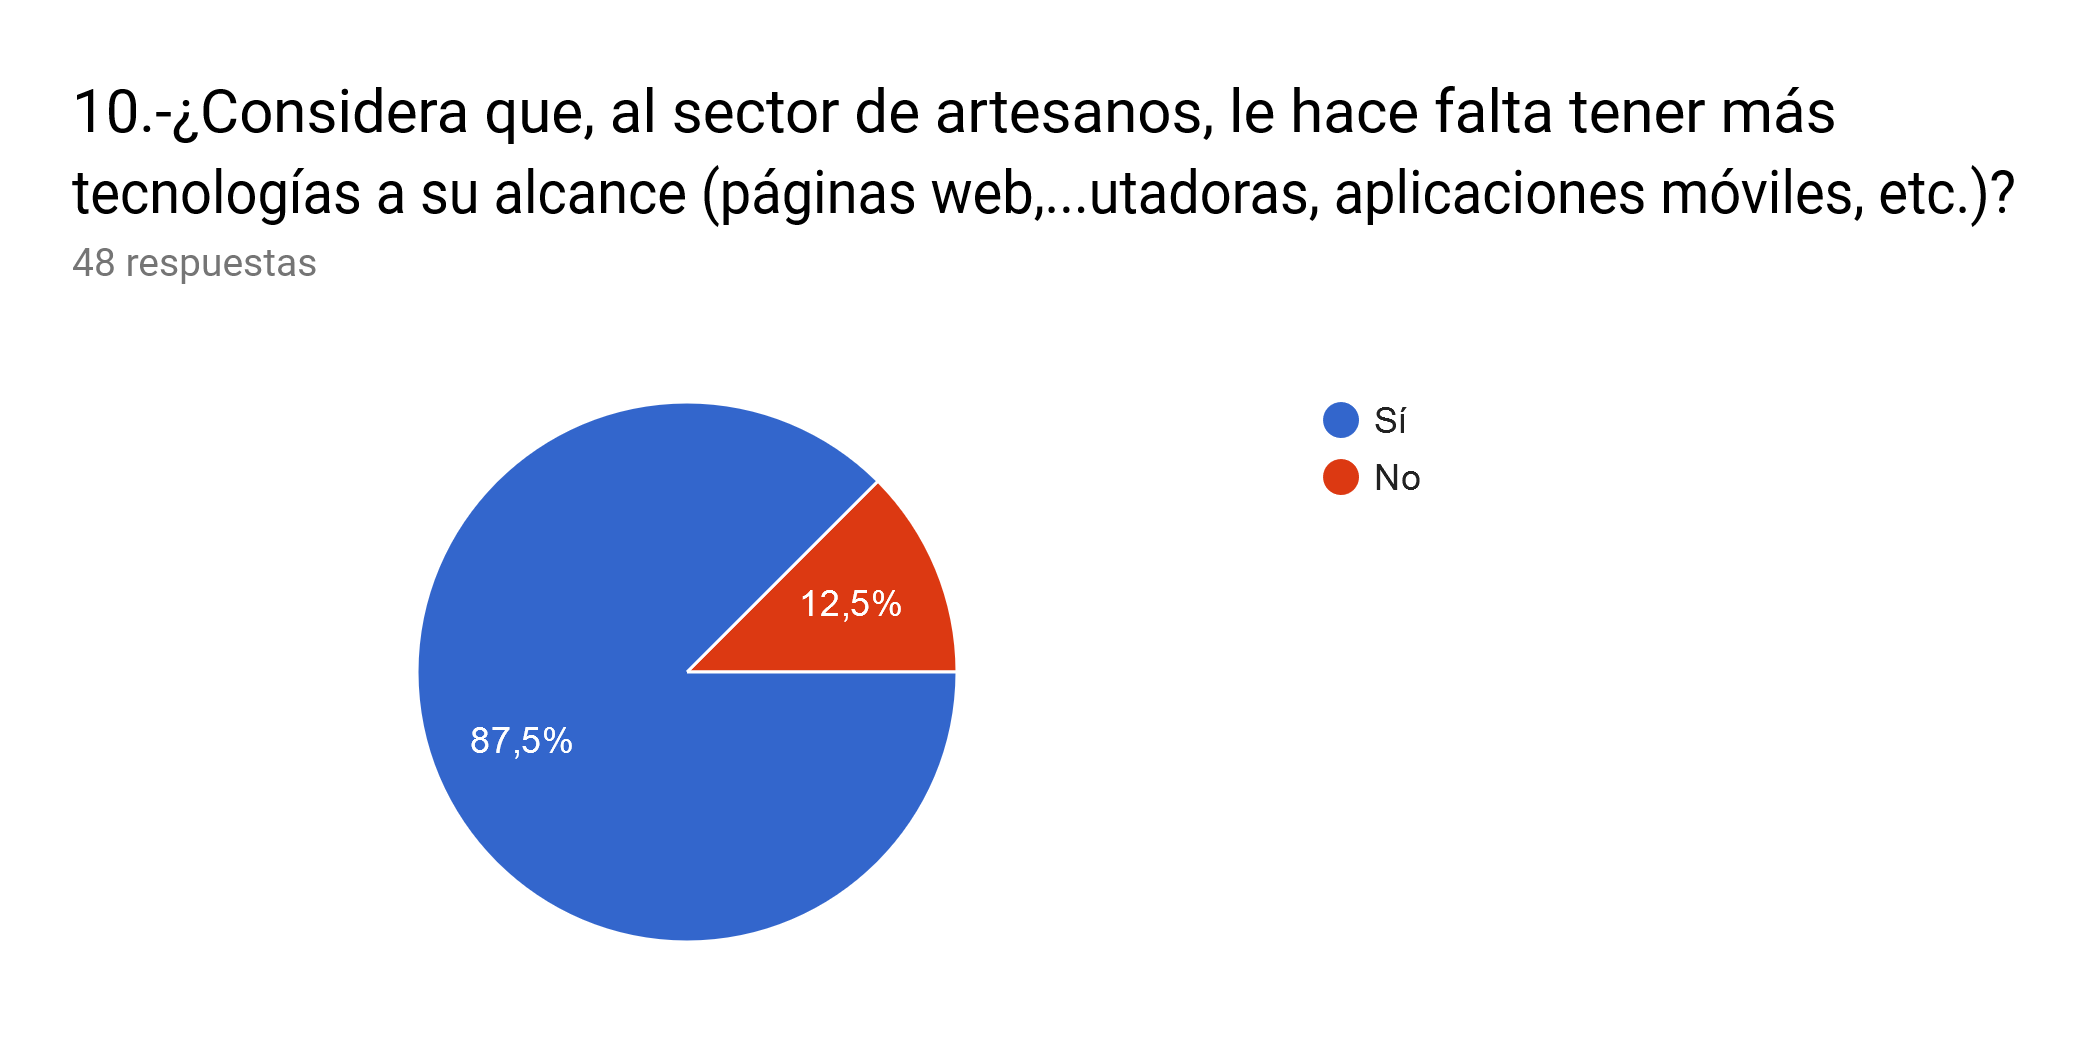 10.-¿Considera que, al sector de artesanos, le hace falta tener más
tecnologías a su alcance (páginas web,...utadoras, aplicaciones móviles, etc.)?
48 respuestas
Sí
No
12,5%
87,5%